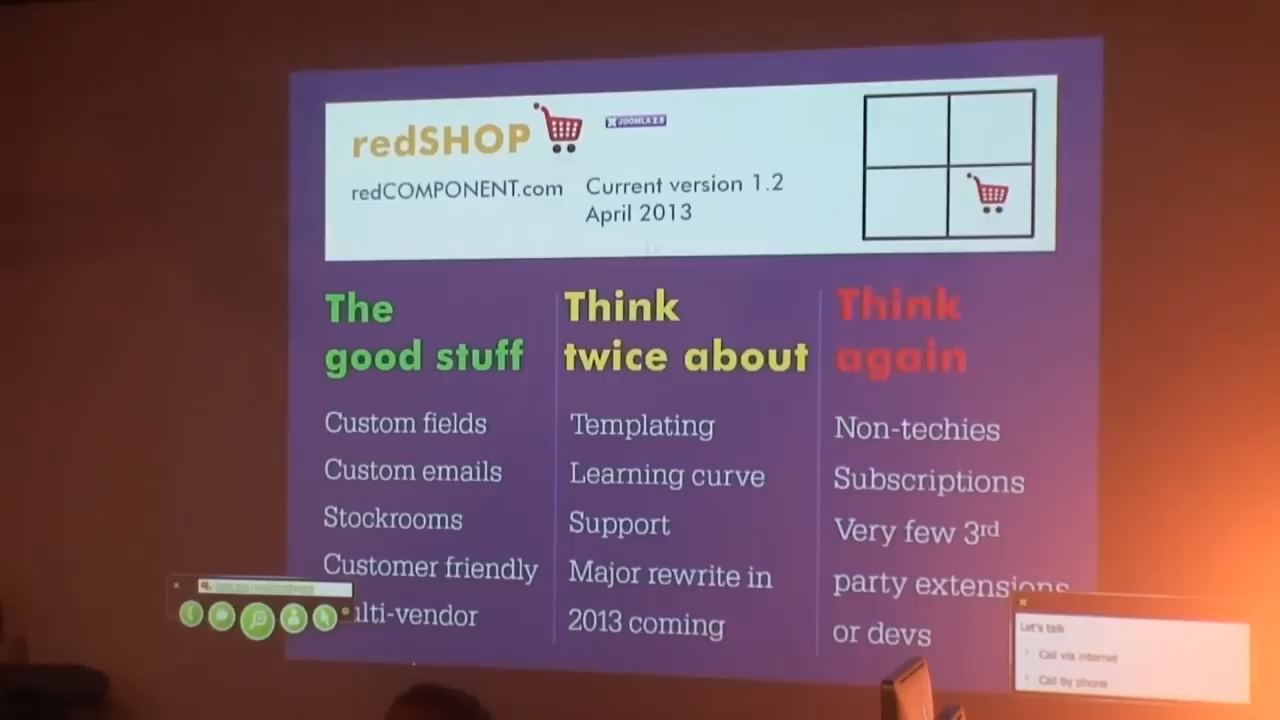 redSHOP
JOOMLA 2.5
redCOMPONENT.com
Current version 1.2
April 2013
The
good stuff
Custom fields
Custom emails
Stockrooms
Customer friendly
ulti-vendor
Think
twice about
Templating
Learning curve
Support
Major rewrite in
2013 coming
Think
again
Non-techies
Subscriptions
Very few 3rd
party extensions
or devs
Let's talk
Call via internet
Call by phone